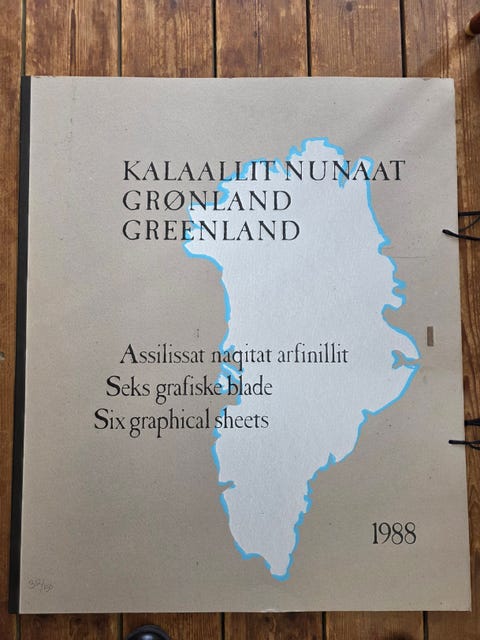 KALAALLIT NUNAAT
GRØNLAND
GREENLAND
Assilissat naqitat arfinillit
Seks grafiske blade
Six graphical sheets
1988